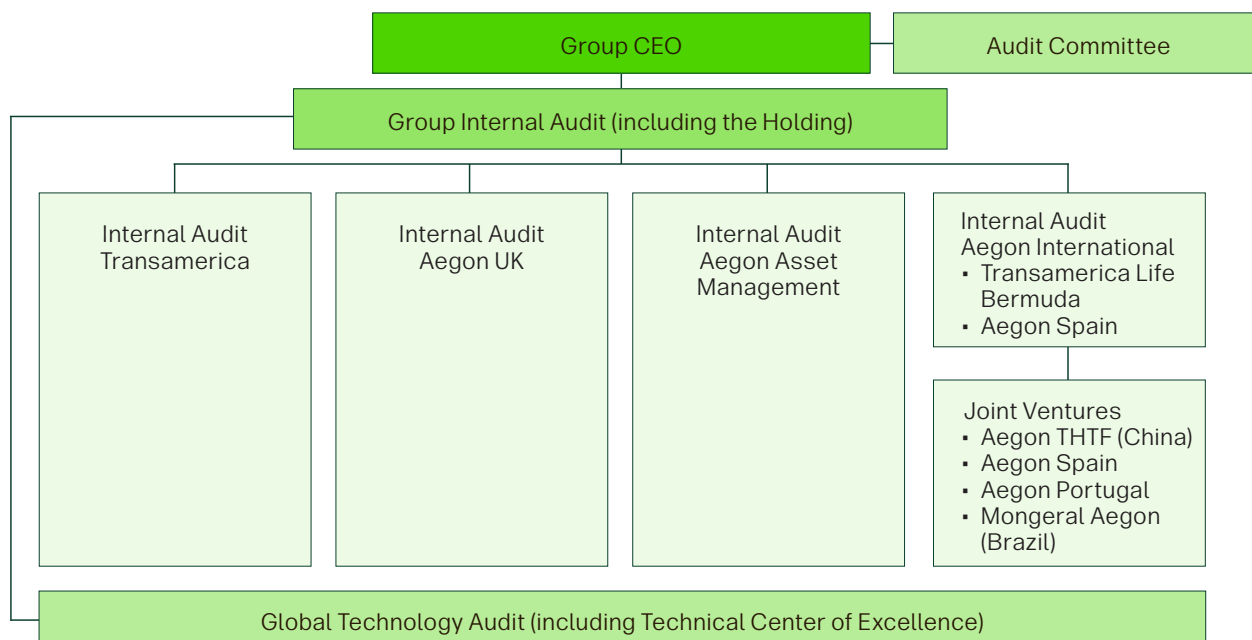 Group CEO
Audit Committee
Group Internal Audit (including the Holding)
Internal Audit
Transamerica
Internal Audit
Aegon UK
Internal Audit
Aegon Asset
Management
Internal Audit
Aegon International
▪ Transamerica Life
Bermuda
▪ Aegon Spain
Joint Ventures
▪ Aegon THTF (China)
▪ Aegon Spain
▪ Aegon Portugal
▪ Mongeral Aegon
(Brazil)
Global Technology Audit (including Technical Center of Excellence)